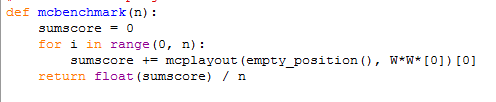 def mcbenchmark(n):
    sumscore = 0
    for i in range(0, n):
        sumscore += mcplayout(empty_position(), W*W*[0])[0]
    return float(sumscore) / n